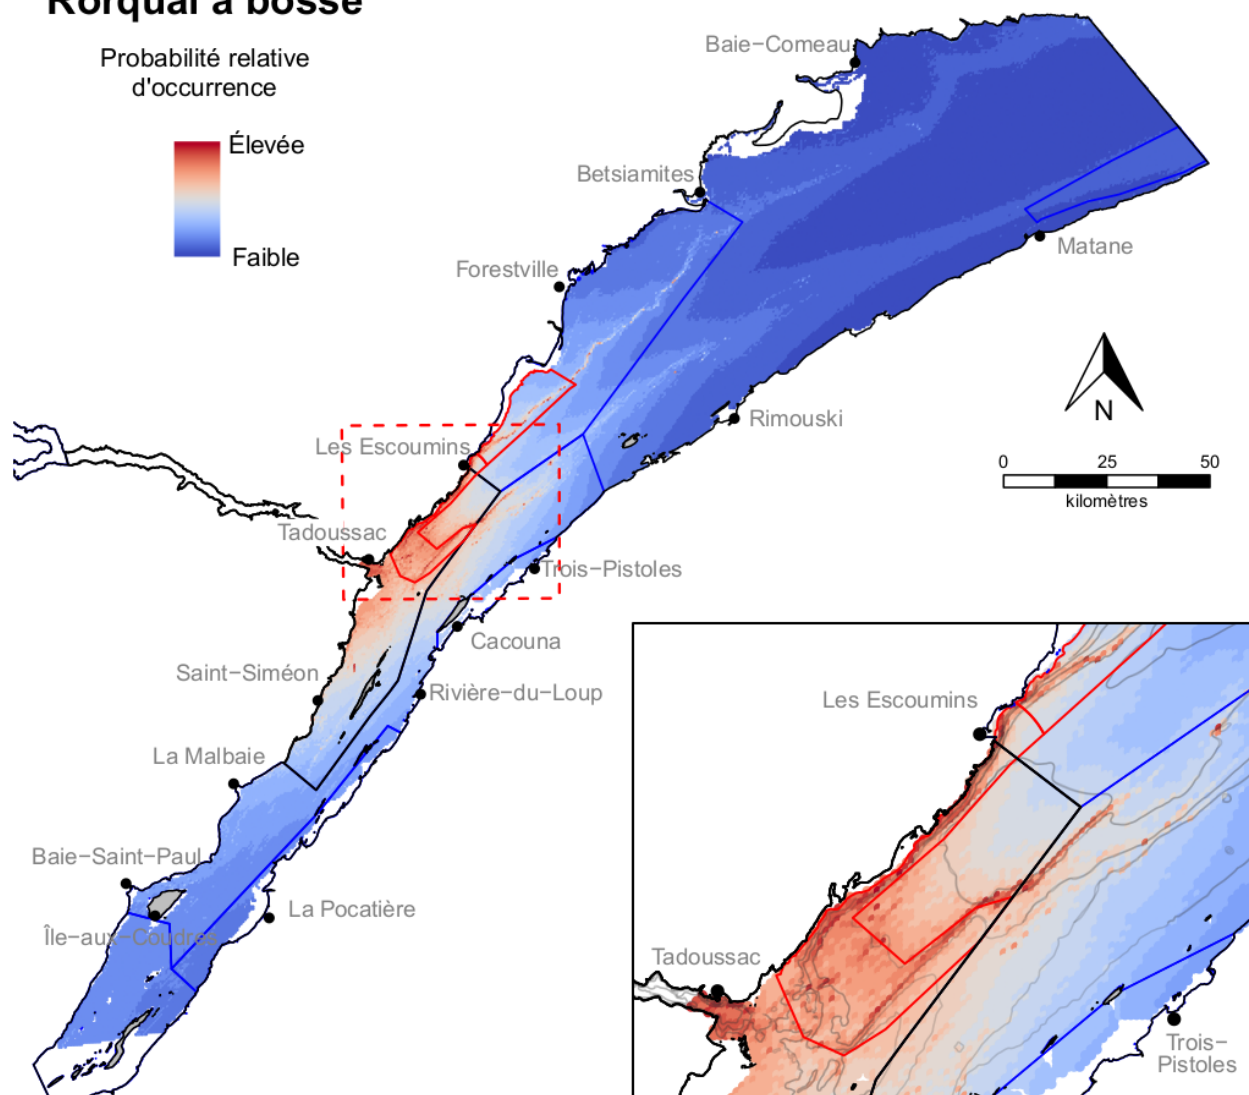 Rorqual à bosse
Probabilité relative
d'occurrence
Élevée
Faible
Baie−Comeau
Betsiamites
Matane
Forestville
Rimouski
Les Escoumins
N
0 25 50
kilomètres
Tadoussac
Trois−Pistoles
Cacouna
Saint−Siméon
Rivière−du−Loup
La Malbaie
Baie−Saint−Paul
La Pocatière
Île−aux−Coudres
Les Escoumins
Tadoussac
Trois−
Pistoles